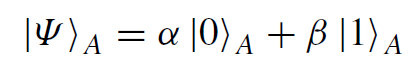 |Ψ⟩_A = α |0⟩_A + β |1⟩_A